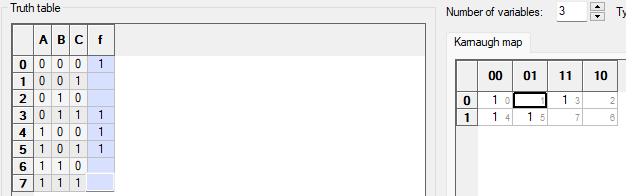 Truth table
Number of variables: 3 Ty
Karnaugh map
A B C f
0 0 0 0 1
1 0 0 1
2 0 1 0
3 0 1 1 1
4 1 0 0 1
5 1 0 1 1
6 1 1 0
7 1 1 1
00 01 11 10
0 1 0 1 1 3 2
1 1 4 1 5 7 6